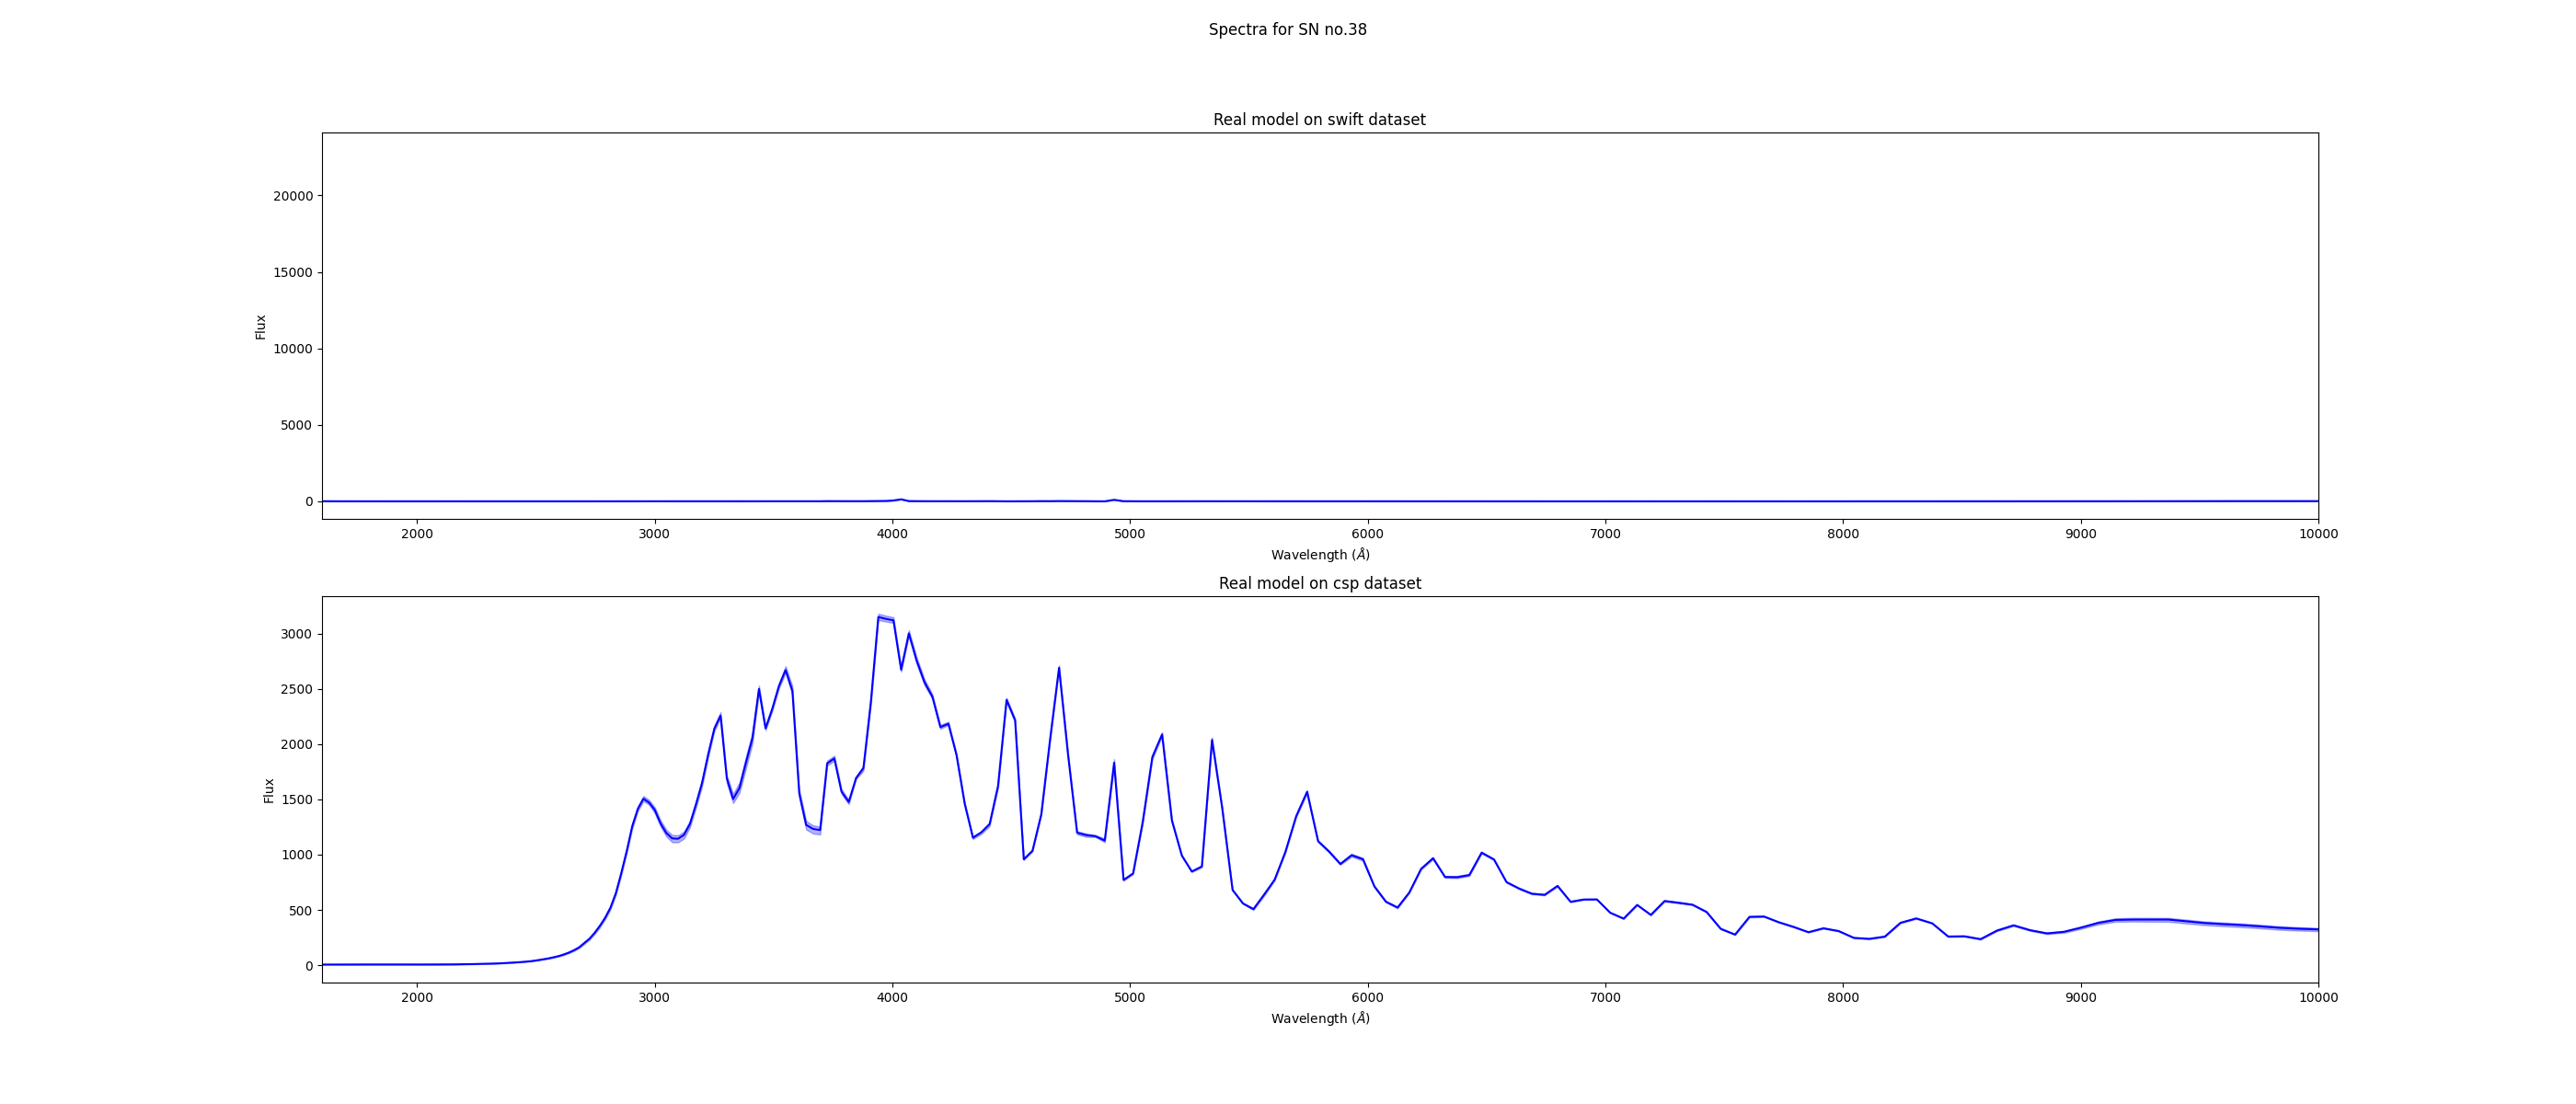 Spectra for SN no.38
Real model on swift dataset
20000
15000
10000
5000
0
Flux
2000 3000 4000 5000 6000 7000 8000 9000 10000
Wavelength (Å)
Real model on csp dataset
3000
2500
2000
1500
1000
500
0
Flux
2000 3000 4000 5000 6000 7000 8000 9000 10000
Wavelength (Å)